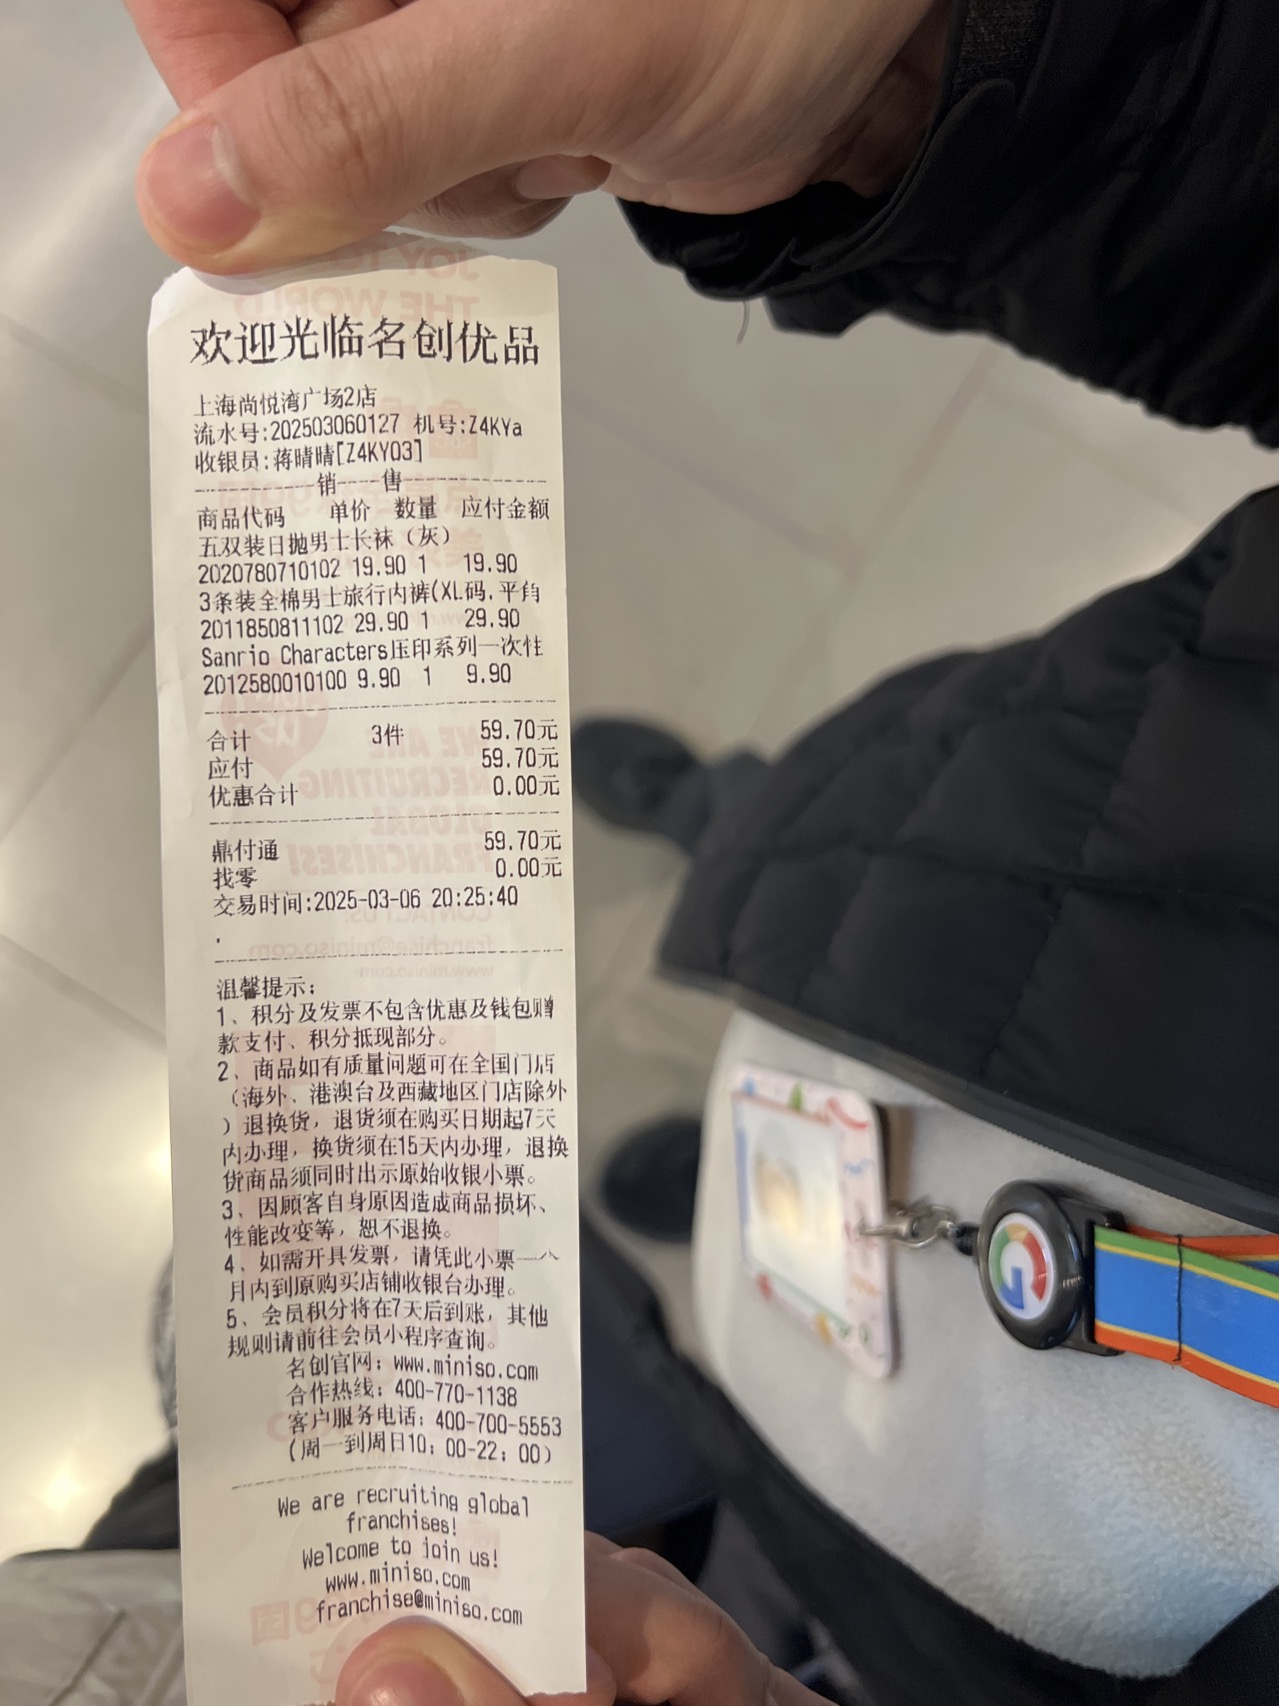 欢迎光临名创优品
上海尚悦湾广场2店
流水号:202503060127 机号:Z4KYa
收银员:蒋晴晴[Z4KY03]
销----售
商品代码 单价 数量 应付金额
五双装日抛男士长袜（灰）
2020780710102 19.90 1 19.90
3条装全棉男士旅行内裤(XL码,平角
2011850811102 29.90 1 29.90
Sanrio Characters压印系列一次性
2012580010100 9.90 1 9.90
合计 3件 59.70元
应付 59.70元
优惠合计 0.00元
鼎付通 59.70元
找零 0.00元
交易时间:2025-03-06 20:25:40
.
温馨提示:
1、积分及发票不包含优惠及钱包赠
款支付、积分抵现部分。
2、商品如有质量问题可在全国门店
（海外、港澳台及西藏地区门店除外
）退换货，退货须在购买日期起7天
内办理，换货须在15天内办理，退换
货商品须同时出示原始收银小票。
3、因顾客自身原因造成商品损坏、
性能改变等，恕不退换。
4、如需开具发票，请凭此小票一个
月内到原购买店铺收银台办理。
5、会员积分将在7天后到账，其他
规则请前往会员小程序查询。
名创官网: www.miniso.com
合作热线: 400-770-1138
客户服务电话: 400-700-5553
(周一到周日10: 00-22: 00)
We are recruiting global
franchises!
Welcome to join us!
www.miniso.com
franchise@miniso.com
JOY TO
THE WORLD
WE ARE
RECRUITING
GLOBAL
FRANCHISES!
CONTACT US:
franchise@miniso.com
www.miniso.com
G